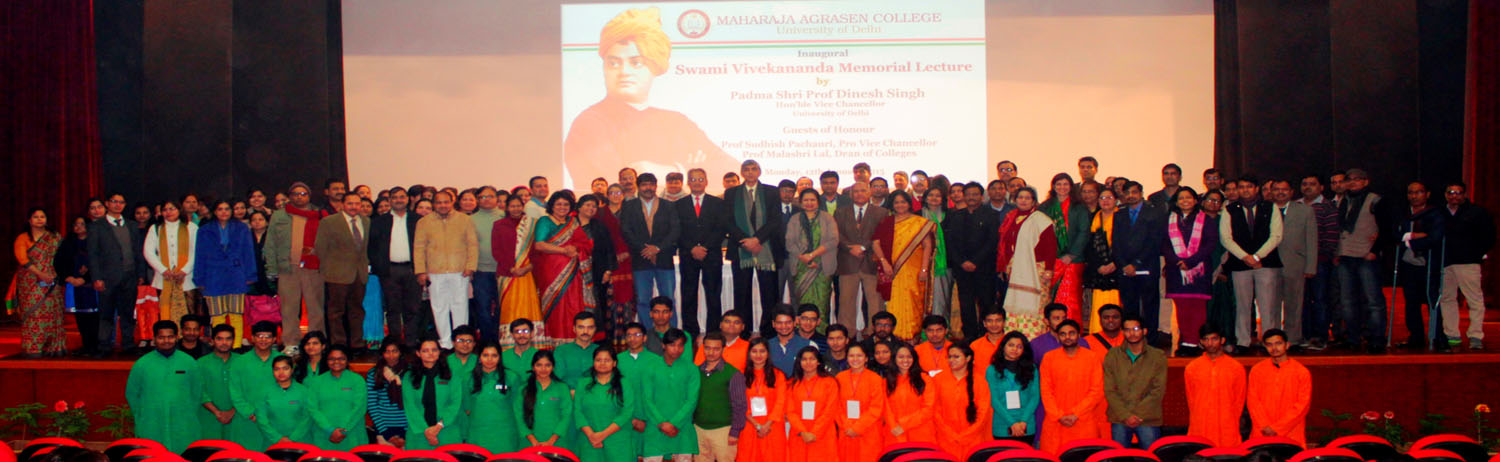 MAHARAJA AGRASEN COLLEGE
University of Delhi
Inaugural
Swami Vivekananda Memorial Lecture
by
Padma Shri Prof Dinesh Singh
Hon'ble Vice Chancellor
University of Delhi
Guests of Honour
Prof Sudhish Pachauri, Pro Vice Chancellor
Prof Malashri Lal, Dean of Colleges
Monday, 12th